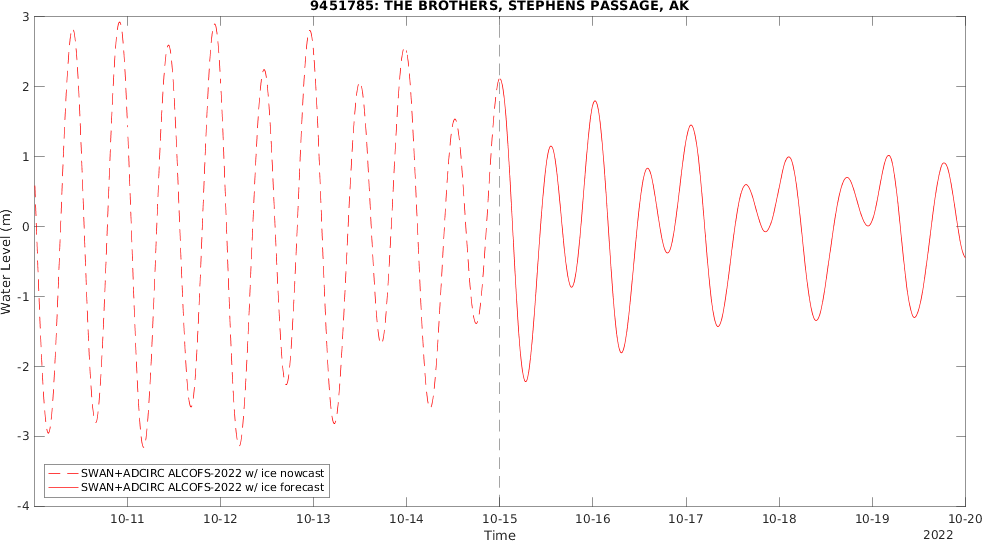 9451785: THE BROTHERS, STEPHENS PASSAGE, AK
3
2
1
0
-1
-2
-3
-4
Water Level (m)
SWAN+ADCIRC ALCOFS-2022 w/ ice nowcast
SWAN+ADCIRC ALCOFS-2022 w/ ice forecast
10-11 10-12 10-13 10-14 10-15 10-16 10-17 10-18 10-19 10-20
Time
2022